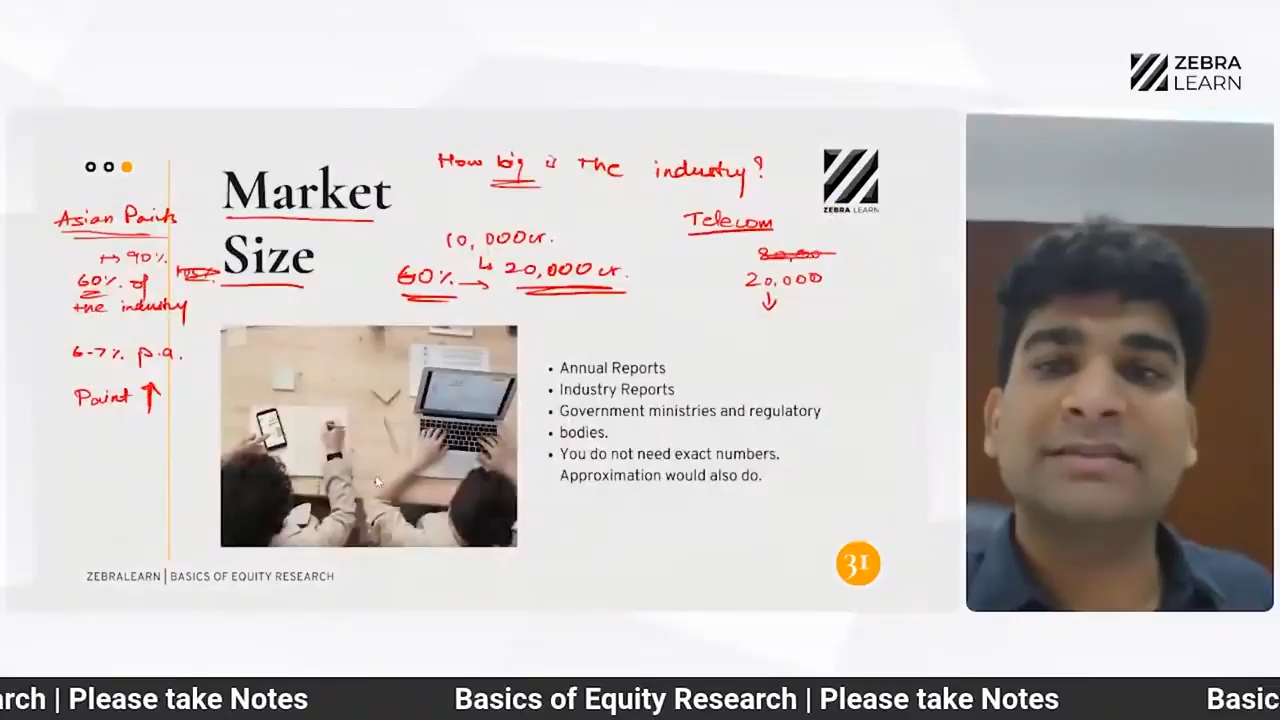 ZEBRA
LEARN
How big is the industry?
Market
Size
ZEBRA LEARN
Asian Paints
→ 90%
60% of
the industry
6-7% p.a.
Paint ↑
10,000 cr.
↳ 20,000 cr.
60% →
Telecom
20,000
↓
• Annual Reports
• Industry Reports
• Government ministries and regulatory
• bodies.
• You do not need exact numbers.
Approximation would also do.
ZEBRALEARN | BASICS OF EQUITY RESEARCH
31
arch | Please take Notes
Basics of Equity Research | Please take Notes
Basic